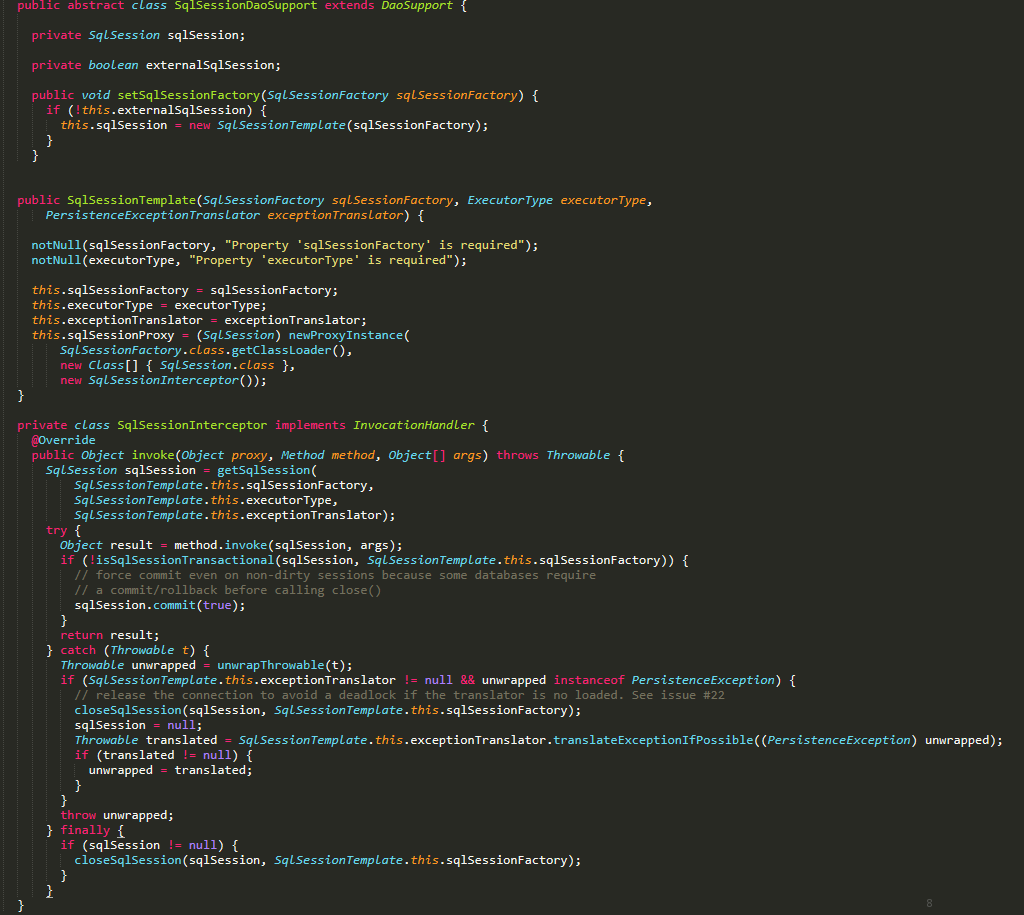 public abstract class SqlSessionDaoSupport extends DaoSupport {
private SqlSession sqlSession;
private boolean externalSqlSession;
public void setSqlSessionFactory(SqlSessionFactory sqlSessionFactory) {
if (!this.externalSqlSession) {
this.sqlSession = new SqlSessionTemplate(sqlSessionFactory);
}
}
public SqlSessionTemplate(SqlSessionFactory sqlSessionFactory, ExecutorType executorType,
PersistenceExceptionTranslator exceptionTranslator) {
notNull(sqlSessionFactory, "Property 'sqlSessionFactory' is required");
notNull(executorType, "Property 'executorType' is required");
this.sqlSessionFactory = sqlSessionFactory;
this.executorType = executorType;
this.exceptionTranslator = exceptionTranslator;
this.sqlSessionProxy = (SqlSession) newProxyInstance(
SqlSessionFactory.class.getClassLoader(),
new Class[] { SqlSession.class },
new SqlSessionInterceptor());
}
private class SqlSessionInterceptor implements InvocationHandler {
@Override
public Object invoke(Object proxy, Method method, Object[] args) throws Throwable {
SqlSession sqlSession = getSqlSession(
SqlSessionTemplate.this.sqlSessionFactory,
SqlSessionTemplate.this.executorType,
SqlSessionTemplate.this.exceptionTranslator);
try {
Object result = method.invoke(sqlSession, args);
if (!isSqlSessionTransactional(sqlSession, SqlSessionTemplate.this.sqlSessionFactory)) {
// force commit even on non-dirty sessions because some databases require
// a commit/rollback before calling close()
sqlSession.commit(true);
}
return result;
} catch (Throwable t) {
Throwable unwrapped = unwrapThrowable(t);
if (SqlSessionTemplate.this.exceptionTranslator != null && unwrapped instanceof PersistenceException) {
// release the connection to avoid a deadlock if the translator is no loaded. See issue #22
closeSqlSession(sqlSession, SqlSessionTemplate.this.sqlSessionFactory);
sqlSession = null;
Throwable translated = SqlSessionTemplate.this.exceptionTranslator.translateExceptionIfPossible((PersistenceException) unwrapped);
if (translated != null) {
unwrapped = translated;
}
}
throw unwrapped;
} finally {
if (sqlSession != null) {
closeSqlSession(sqlSession, SqlSessionTemplate.this.sqlSessionFactory);
}
}
}
8